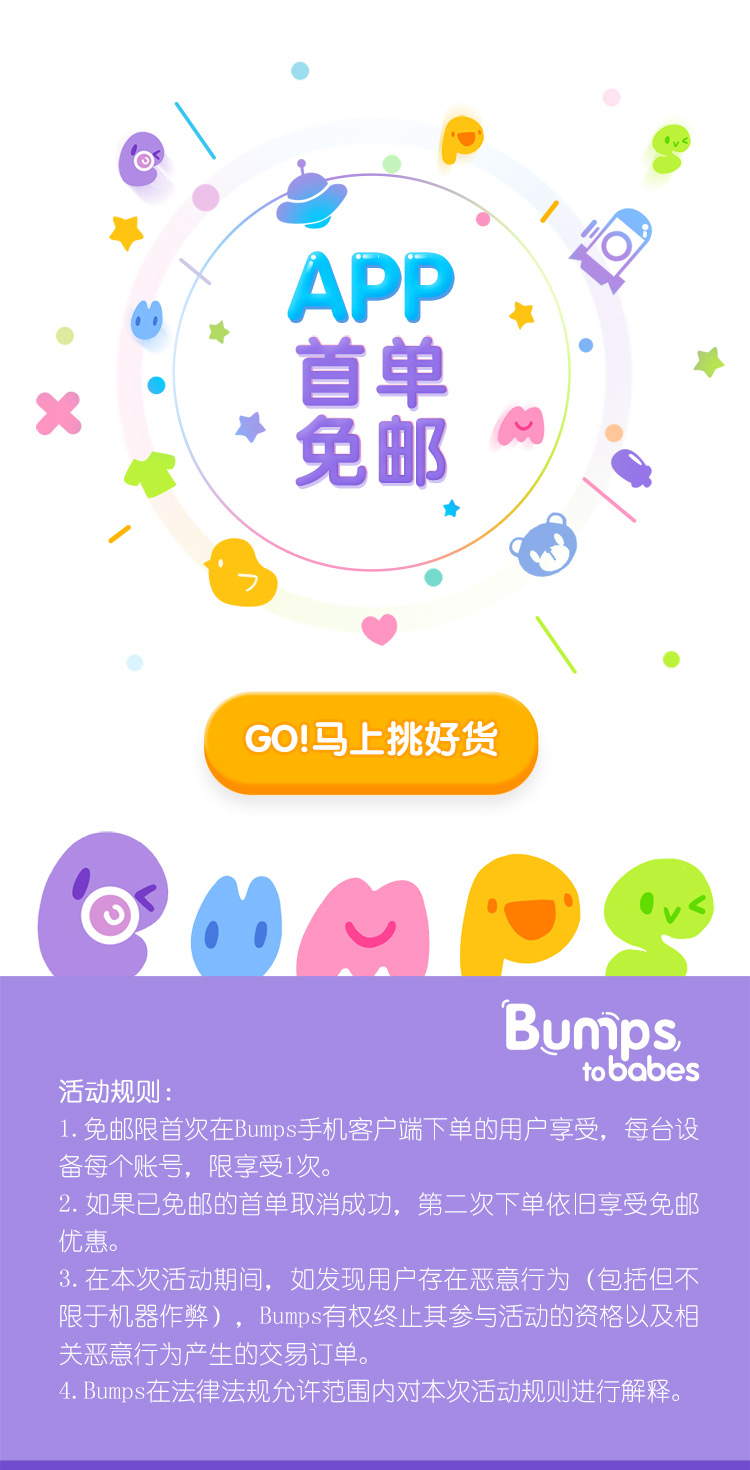 APP
首单
免邮
GO!马上挑好货
Bumps
to babes
活动规则：
1.免邮限首次在Bumps手机客户端下单的用户享受，每台设
备每个账号，限享受1次。
2.如果已免邮的首单取消成功，第二次下单依旧享受免邮
优惠。
3.在本次活动期间，如发现用户存在恶意行为（包括但不
限于机器作弊），Bumps有权终止其参与活动的资格以及相
关恶意行为产生的交易订单。
4.Bumps在法律法规允许范围内对本次活动规则进行解释。